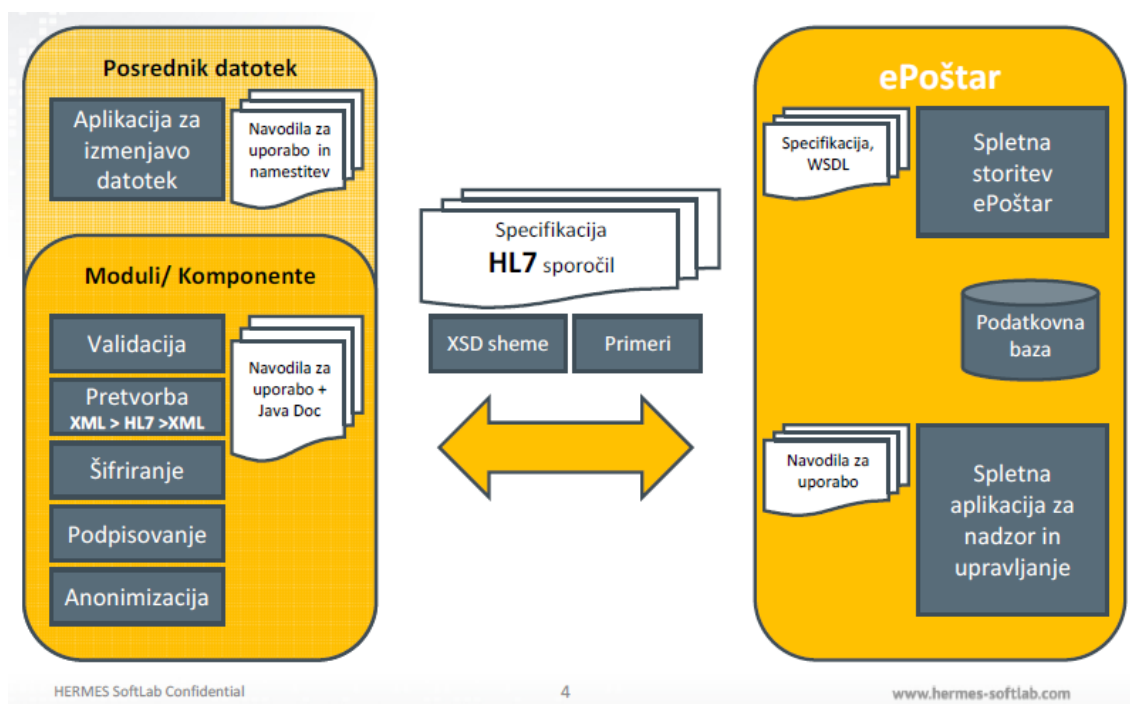 Posrednik datotek
Aplikacija za
izmenjavo
datotek
Navodila za
uporabo in
namestitev
Moduli/ Komponente
Validacija
Pretvorba
XML > HL7 >XML
Šifriranje
Podpisovanje
Anonimizacija
Navodila za
uporabo +
Java Doc
Specifikacija
HL7 sporočil
XSD sheme
Primeri
ePoštar
Specifikacija,
WSDL
Spletna
storitev
ePoštar
Podatkovna
baza
Navodila za
uporabo
Spletna
aplikacija za
nadzor in
upravljanje
HERMES SoftLab Confidential
4
www.hermes-softlab.com